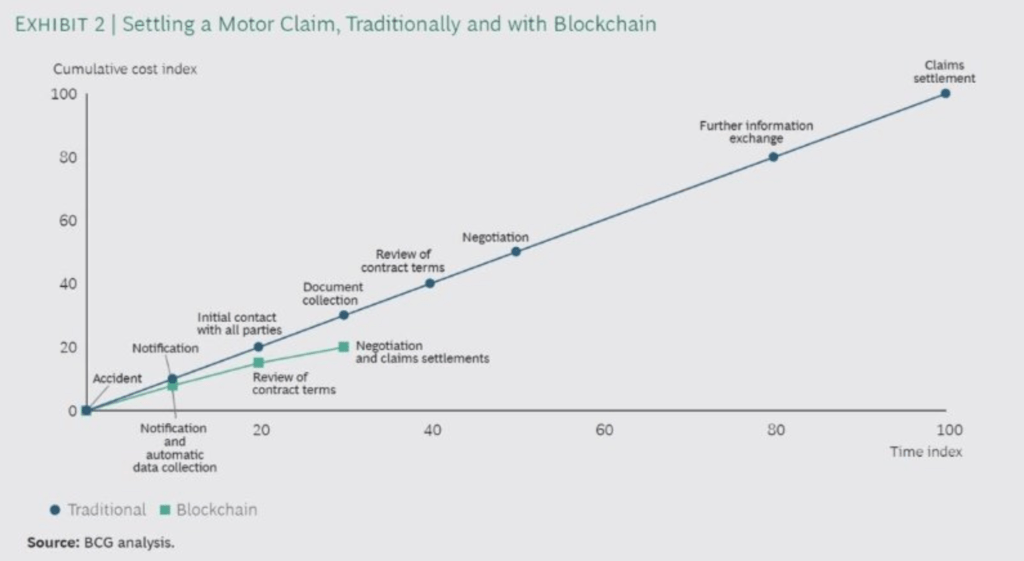 EXHIBIT 2 | Settling a Motor Claim, Traditionally and with Blockchain
Cumulative cost index
100
80
60
40
20
0
Accident
Notification
Initial contact
with all parties
Document
collection
Review of
contract terms
Negotiation
Further information
exchange
Claims
settlement
Notification
and
automatic
data collection
Review of
contract terms
Negotiation
and claims settlements
20
40
60
80
100
Time index
Traditional
Blockchain
Source: BCG analysis.